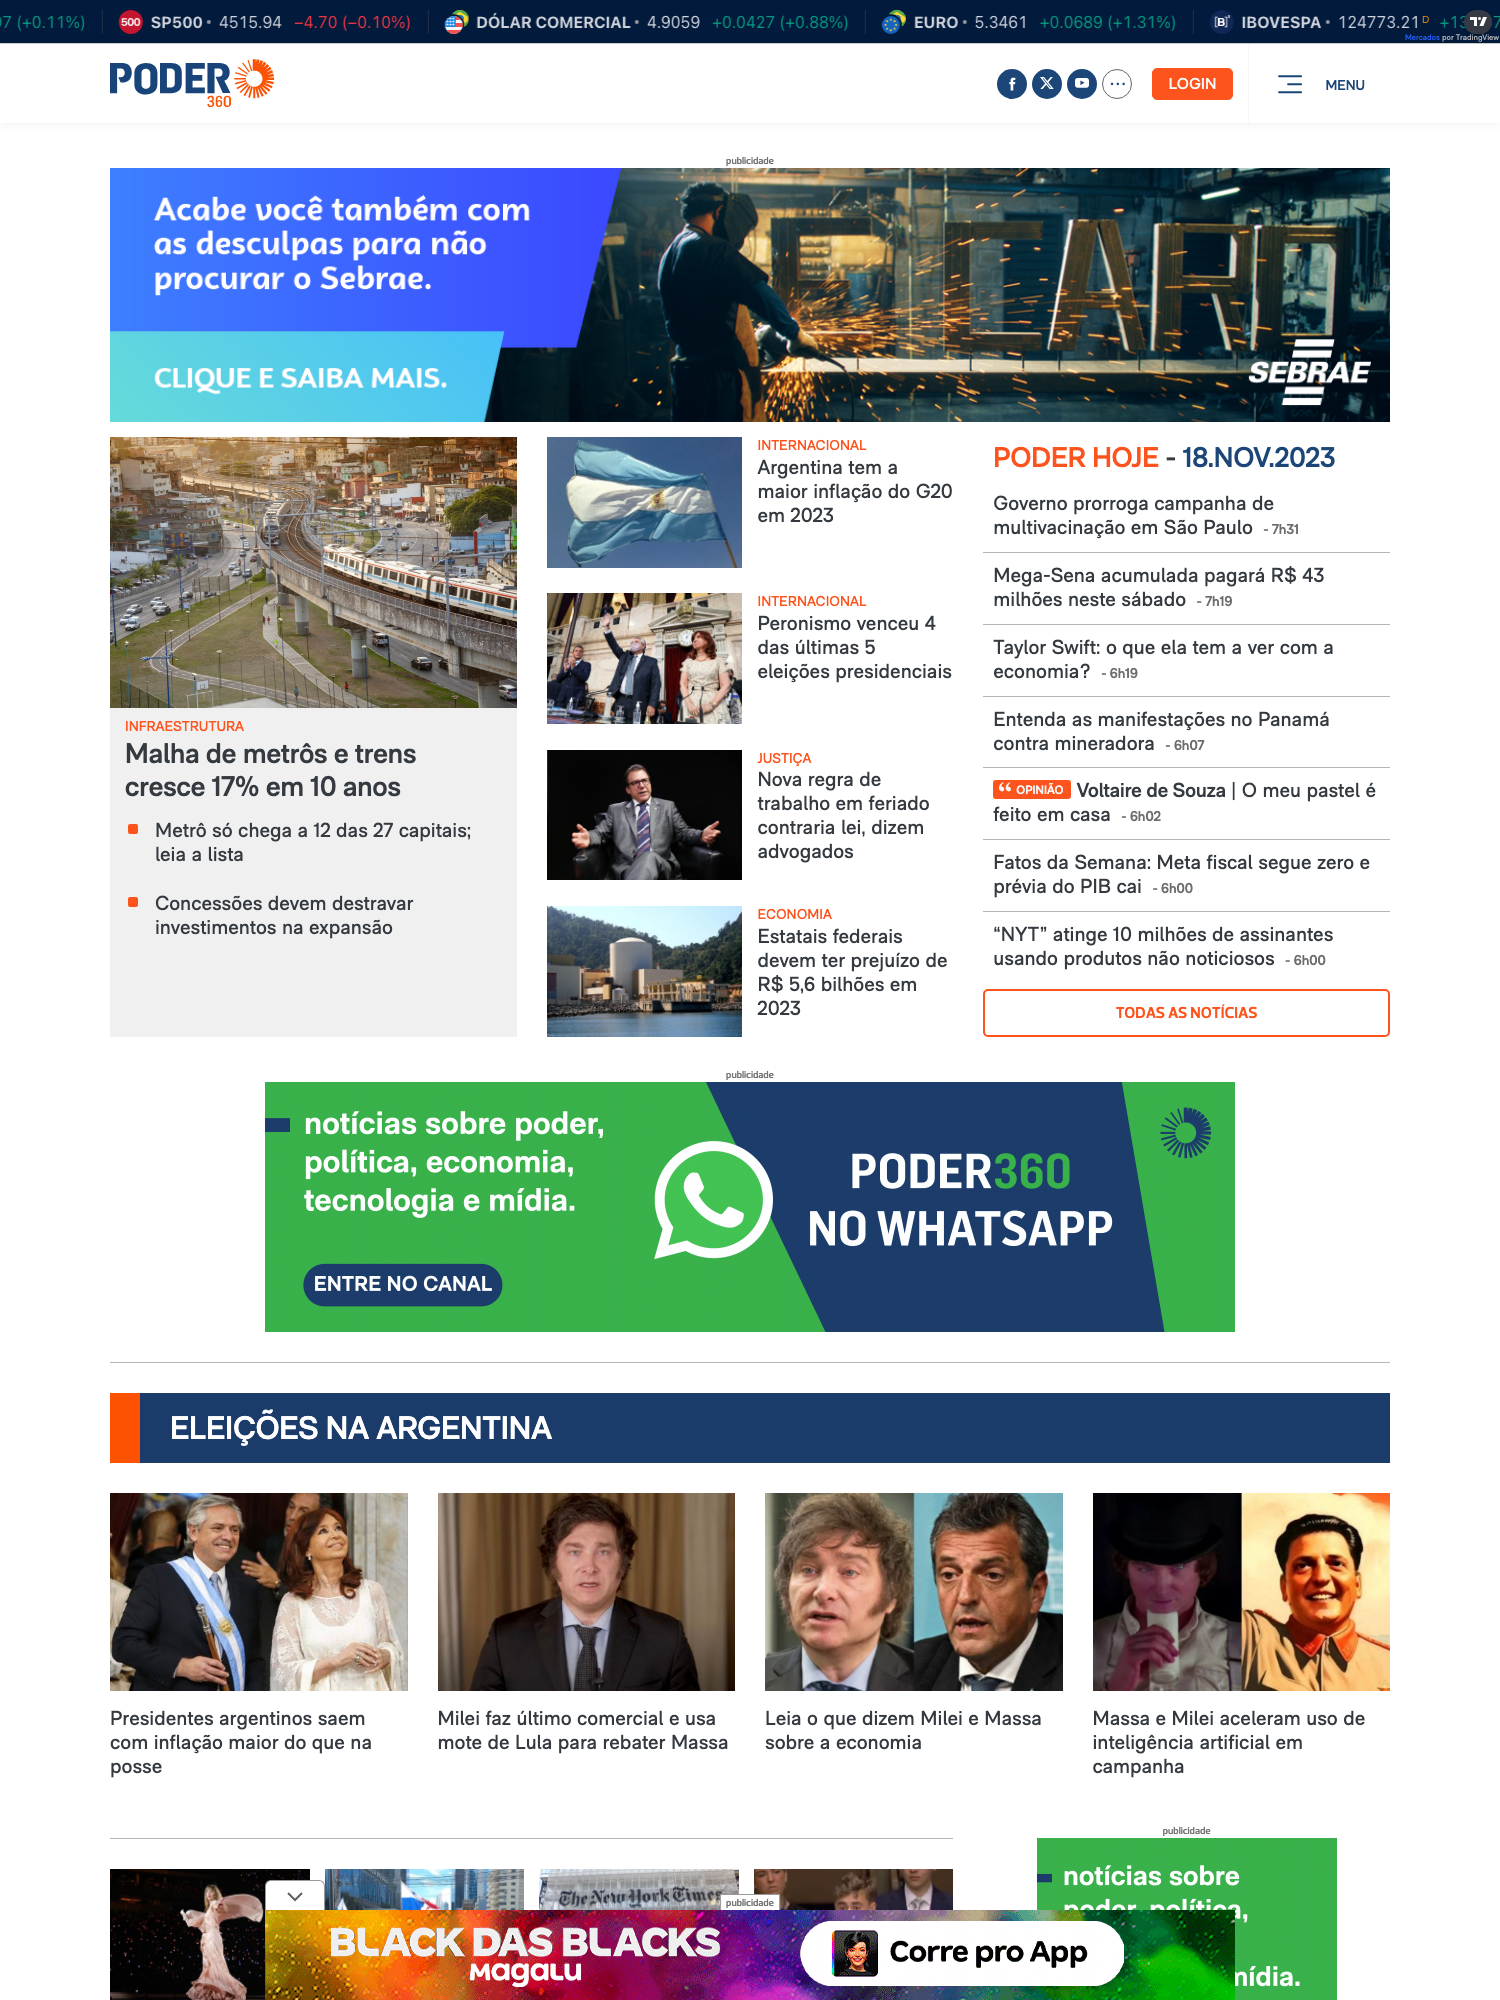 97 (+0.11%)
500 SP500 • 4515.94 −4.70 (−0.10%)
DÓLAR COMERCIAL • 4.9059 +0.0427 (+0.88%)
EURO • 5.3461 +0.0689 (+1.31%)
[B]³ IBOVESPA • 124773.21 D
Mercados por TradingView
PODER
360
LOGIN
MENU
publicidade
Acabe você também com
as desculpas para não
procurar o Sebrae.
CLIQUE E SAIBA MAIS.
CARD
SEBRAE
INFRAESTRUTURA
Malha de metrôs e trens
cresce 17% em 10 anos
Metrô só chega a 12 das 27 capitais;
leia a lista
Concessões devem destravar
investimentos na expansão
INTERNACIONAL
Argentina tem a
maior inflação do G20
em 2023
INTERNACIONAL
Peronismo venceu 4
das últimas 5
eleições presidenciais
JUSTIÇA
Nova regra de
trabalho em feriado
contraria lei, dizem
advogados
ECONOMIA
Estatais federais
devem ter prejuízo de
R$ 5,6 bilhões em
2023
PODER HOJE - 18.NOV.2023
Governo prorroga campanha de
multivacinação em São Paulo - 7h31
Mega-Sena acumulada pagará R$ 43
milhões neste sábado - 7h19
Taylor Swift: o que ela tem a ver com a
economia? - 6h19
Entenda as manifestações no Panamá
contra mineradora - 6h07
“ OPINIÃO Voltaire de Souza | O meu pastel é
feito em casa - 6h02
Fatos da Semana: Meta fiscal segue zero e
prévia do PIB cai - 6h00
“NYT” atinge 10 milhões de assinantes
usando produtos não noticiosos - 6h00
TODAS AS NOTÍCIAS
publicidade
notícias sobre poder,
política, economia,
tecnologia e mídia.
ENTRE NO CANAL
PODER360
NO WHATSAPP
ELEIÇÕES NA ARGENTINA
Presidentes argentinos saem
com inflação maior do que na
posse
Milei faz último comercial e usa
mote de Lula para rebater Massa
Leia o que dizem Milei e Massa
sobre a economia
Massa e Milei aceleram uso de
inteligência artificial em
campanha
publicidade
notícias sobre
poder, política,
mídia.
The New York Times
publicidade
BLACK DAS BLACKS
Magalu
Corre pro App